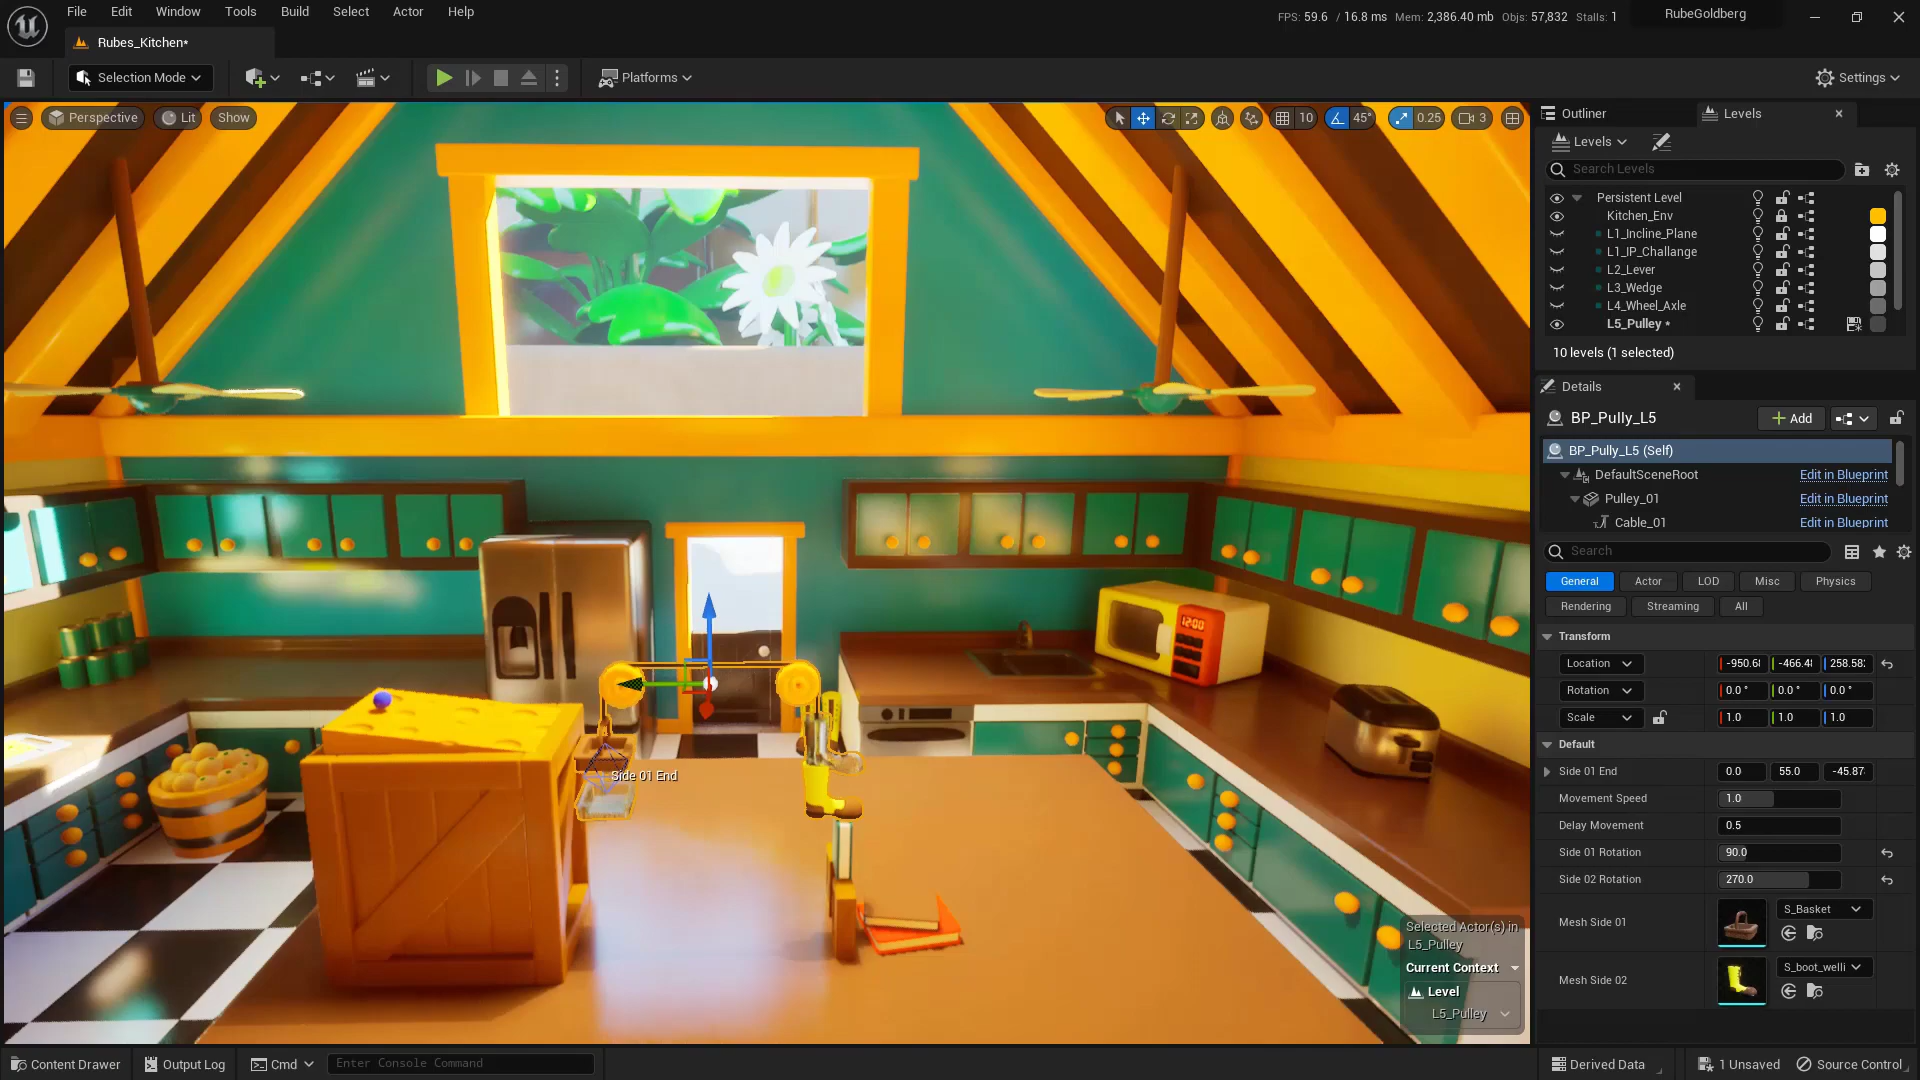 File Edit Window Tools Build Select Actor Help
FPS: 59.6 / 16.8 ms Mem: 2,386.40 mb Objs: 57,832 Stalls: 1
RubeGoldberg
Rubes_Kitchen*
Selection Mode
Platforms
Settings
Perspective
Lit
Show
10
45°
0.25
3
12:00
Side 01 End
Selected Actor(s) in
L5_Pulley
Current Context
Level
L5_Pulley
Outliner
Levels
Levels
Search Levels
Persistent Level
Kitchen_Env
L1_Incline_Plane
L1_IP_Challange
L2_Lever
L3_Wedge
L4_Wheel_Axle
L5_Pulley *
10 levels (1 selected)
Details
BP_Pully_L5
Add
BP_Pully_L5 (Self)
DefaultSceneRoot Edit in Blueprint
Pulley_01 Edit in Blueprint
Cable_01 Edit in Blueprint
Search
General Actor LOD Misc Physics
Rendering Streaming All
Transform
Location -950.6 -466.4 258.58
Rotation 0.0 ° 0.0 ° 0.0 °
Scale 1.0 1.0 1.0
Default
Side 01 End 0.0 55.0 -45.87
Movement Speed 1.0
Delay Movement 0.5
Side 01 Rotation 90.0
Side 02 Rotation 270.0
Mesh Side 01 S_Basket
Mesh Side 02 S_boot_welli
Content Drawer
Output Log
Cmd
Enter Console Command
Derived Data
1 Unsaved
Source Control